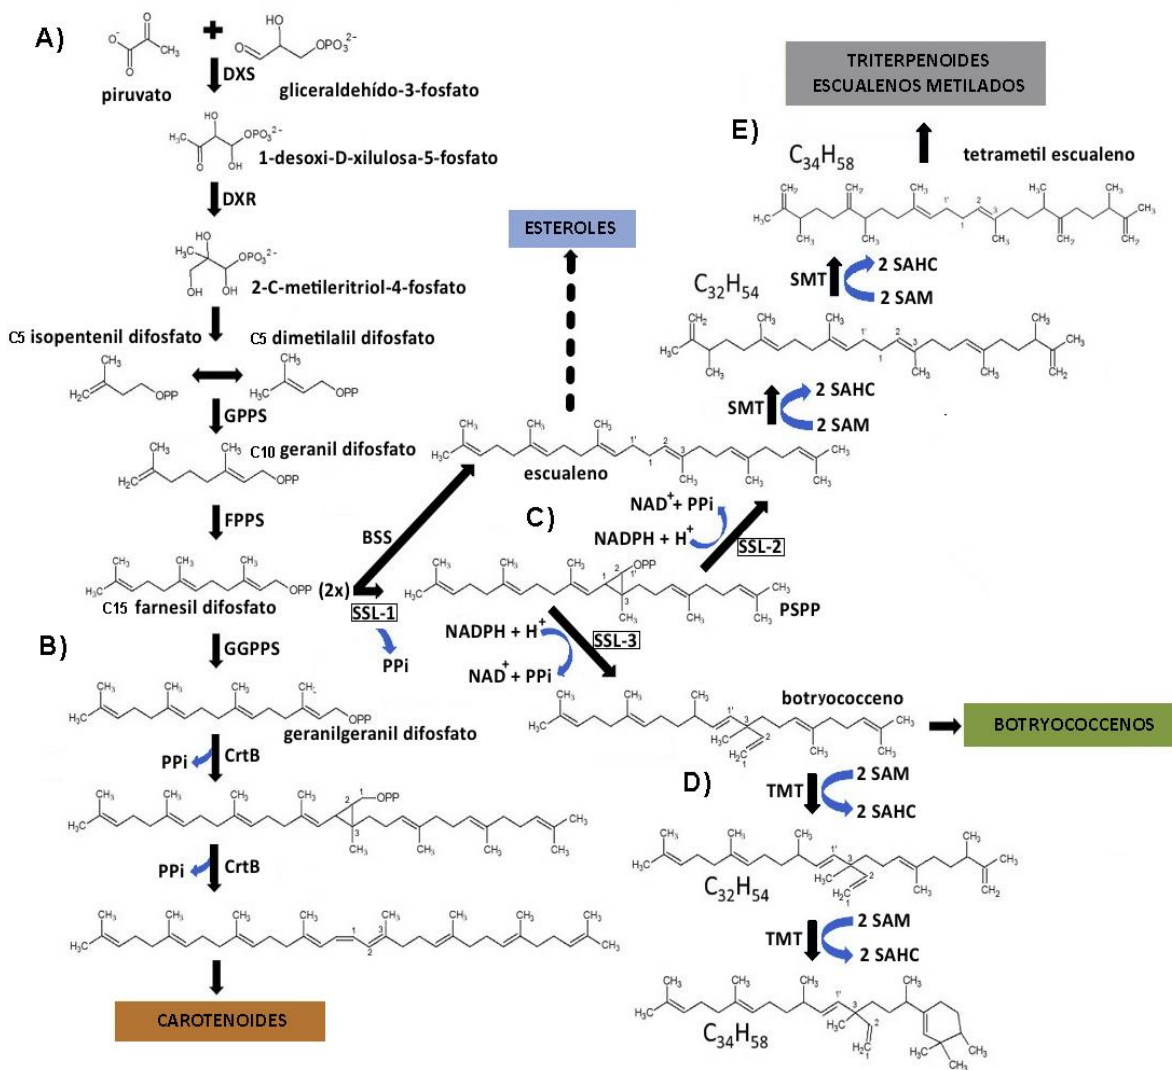 A)
piruvato
gliceraldehído-3-fosfato
DXS
1-desoxi-D-xilulosa-5-fosfato
DXR
2-C-metileritriol-4-fosfato
C5 isopentenil difosfato
C5 dimetilalil difosfato
GPPS
C10 geranil difosfato
FPPS
C15 farnesil difosfato
(2x)
BSS
SSL-1
PPi
B)
GGPPS
geranilgeranil difosfato
PPi
CrtB
PPi
CrtB
CAROTENOIDES
ESTEROLES
escualeno
C)
NAD+ + PPi
NADPH + H+
SSL-2
PSPP
NADPH + H+
SSL-3
NAD+ + PPi
botryococceno
BOTRYOCOCCENOS
D)
TMT
2 SAM
2 SAHC
C32H54
TMT
2 SAM
2 SAHC
C34H58
E)
TRITERPENOIDES
ESCUALENOS METILADOS
C34H58
tetrametil escualeno
SMT
2 SAHC
2 SAM
C32H54
SMT
2 SAHC
2 SAM